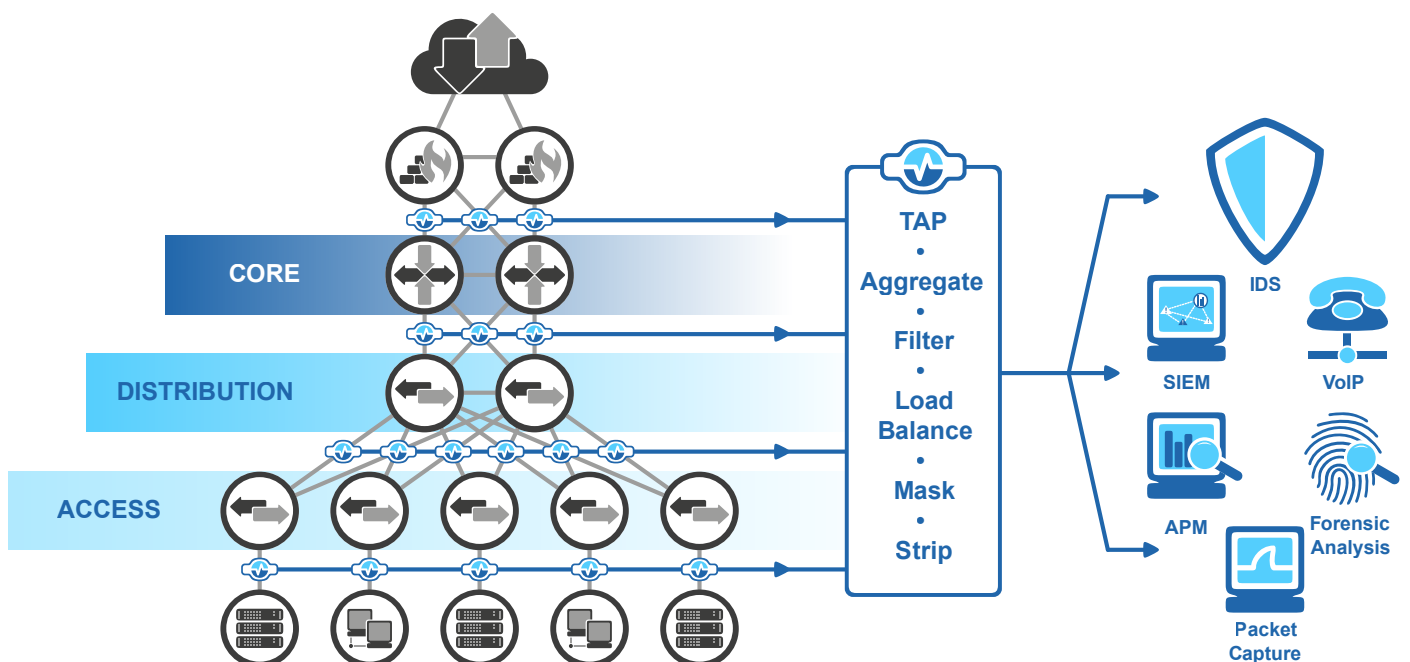 CORE
DISTRIBUTION
ACCESS
TAP
•
Aggregate
•
Filter
•
Load
Balance
•
Mask
•
Strip
IDS
SIEM
VoIP
APM
Forensic
Analysis
Packet
Capture